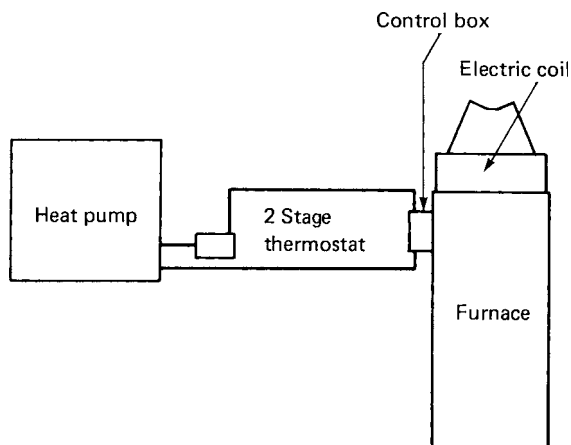 Control box
Electric coil
Heat pump
2 Stage
thermostat
Furnace